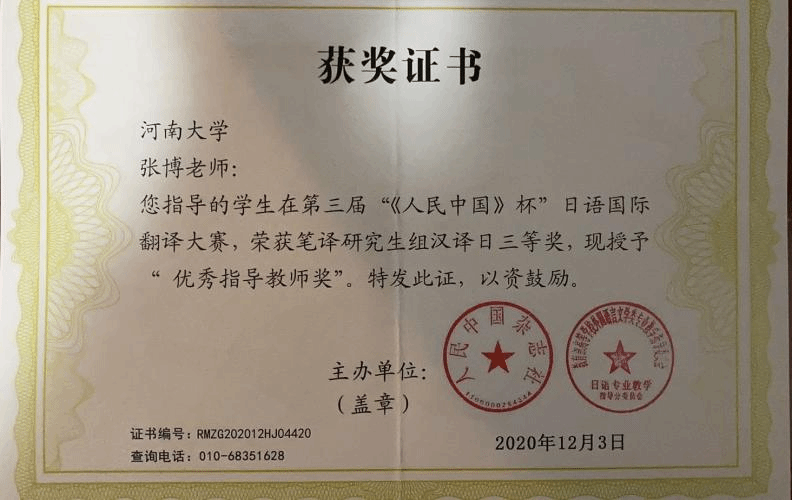 获奖证书
河南大学
张博老师：
您指导的学生在第三届“《人民中国》杯”日语国际
翻译大赛，荣获笔译研究生组汉译日三等奖，现授予
“ 优秀指导教师奖”。特发此证，以资鼓励。
人民中国杂志社
日语专业教学
指导分委员会
主办单位：
（盖章）
证书编号：RMZG202012HJ04420
查询电话：010-68351628
2020年12月3日